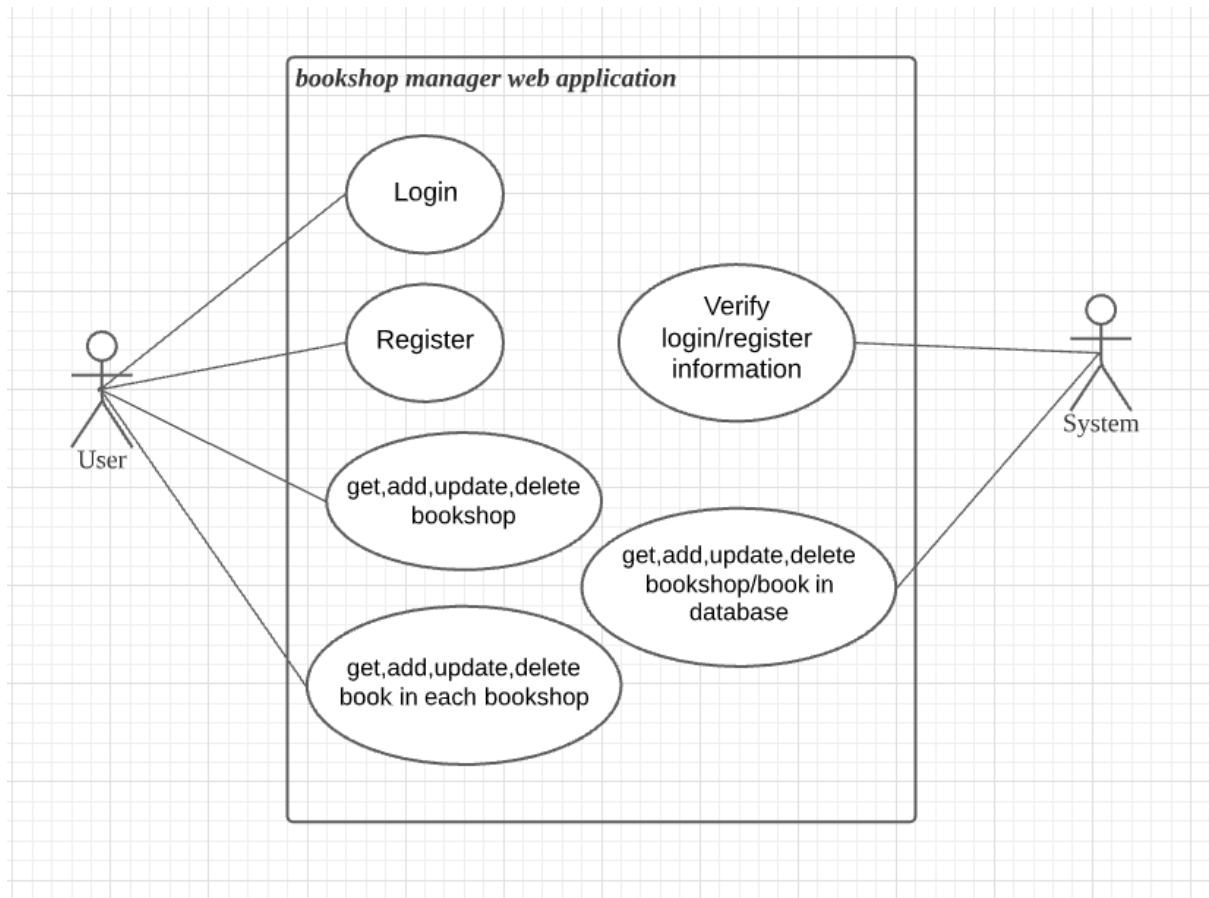 bookshop manager web application
Login
Register
Verify
login/register
information
User
System
get,add,update,delete
bookshop
get,add,update,delete
bookshop/book in
database
get,add,update,delete
book in each bookshop